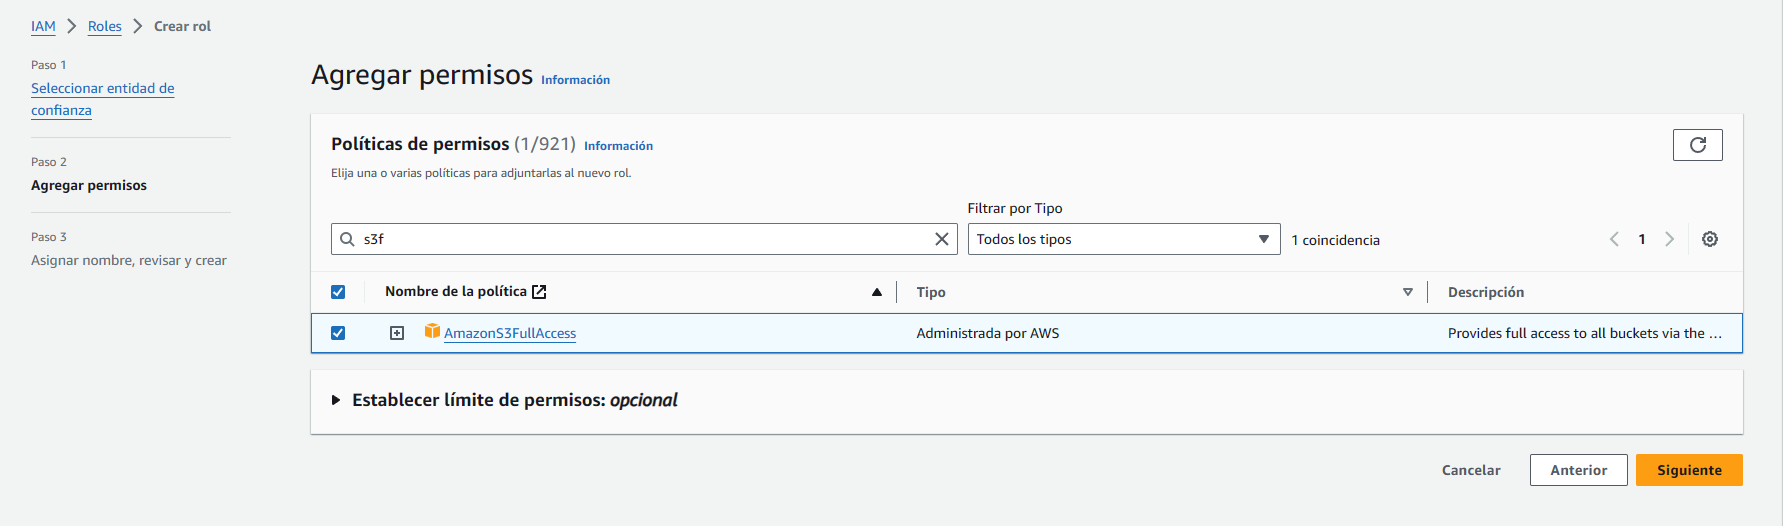 IAM > Roles > Crear rol
Paso 1
Seleccionar entidad de
confianza
Paso 2
Agregar permisos
Paso 3
Asignar nombre, revisar y crear
Agregar permisos Información
Políticas de permisos (1/921) Información
Elija una o varias políticas para adjuntarlas al nuevo rol.
Filtrar por Tipo
s3f
Todos los tipos
1 coincidencia
1
Nombre de la política Tipo Descripción
AmazonS3FullAccess Administrada por AWS Provides full access to all buckets via the ...
Establecer límite de permisos: opcional
Cancelar Anterior Siguiente